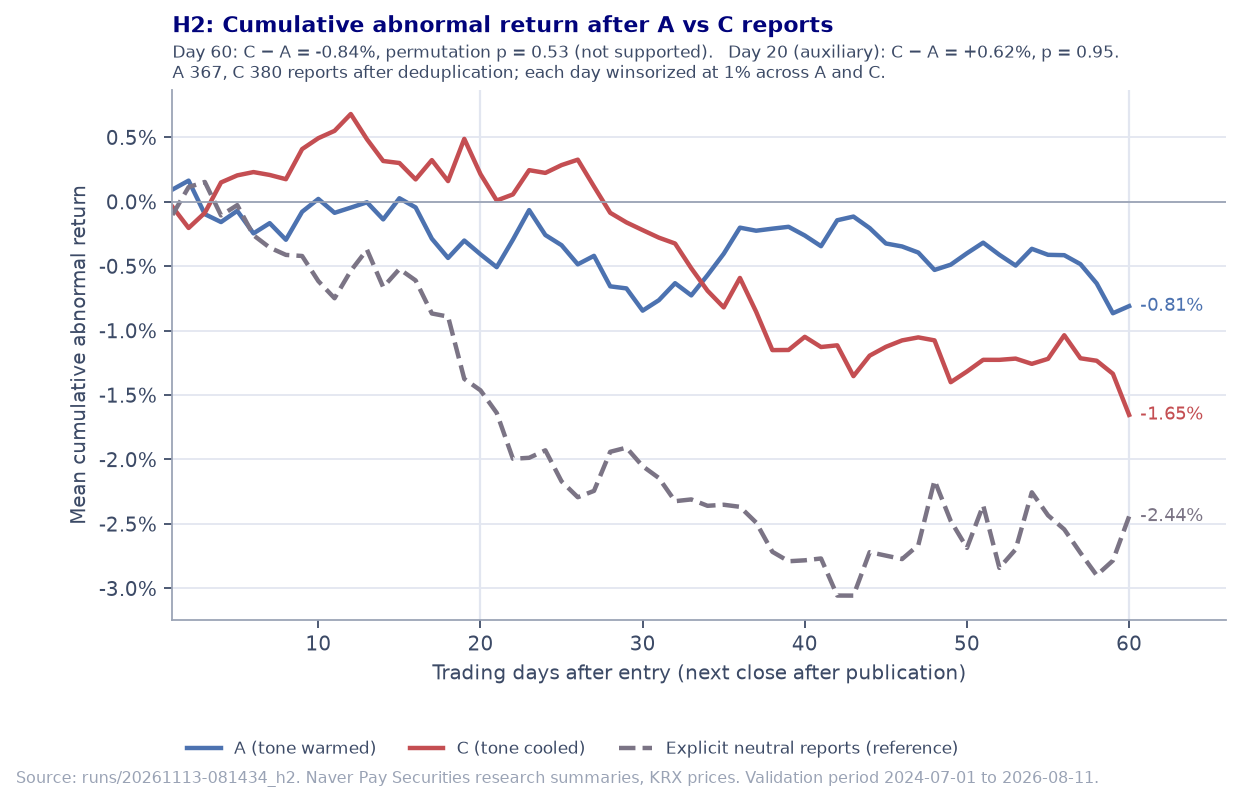 H2: Cumulative abnormal return after A vs C reports
Day 60: C − A = -0.84%, permutation p = 0.53 (not supported).   Day 20 (auxiliary): C − A = +0.62%, p = 0.95.
A 367, C 380 reports after deduplication; each day winsorized at 1% across A and C.
Mean cumulative abnormal return
0.5%
0.0%
-0.5%
-1.0%
-1.5%
-2.0%
-2.5%
-3.0%
-0.81%
-1.65%
-2.44%
10
20
30
40
50
60
Trading days after entry (next close after publication)
A (tone warmed)
C (tone cooled)
Explicit neutral reports (reference)
Source: runs/20261113-081434_h2. Naver Pay Securities research summaries, KRX prices. Validation period 2024-07-01 to 2026-08-11.